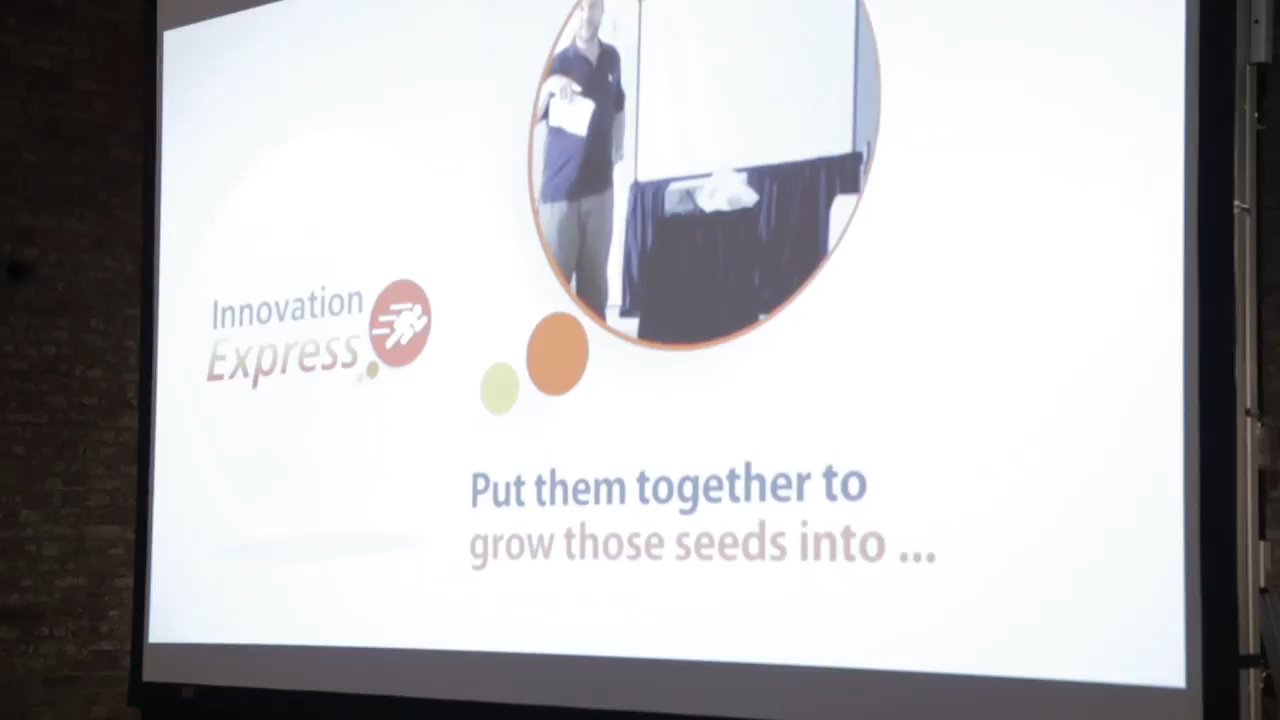 Innovation
Express
Put them together to
grow those seeds into ...